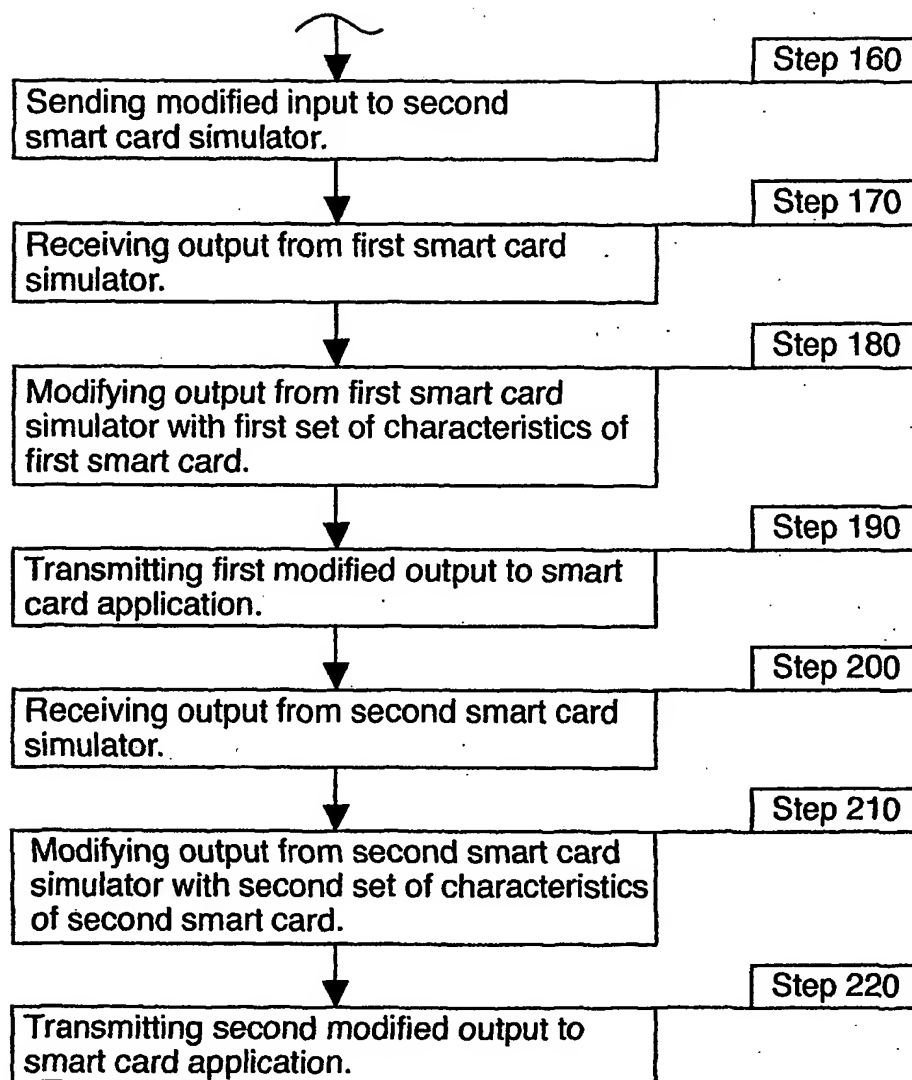 Step 160
Sending modified input to second
smart card simulator.
Step 170
Receiving output from first smart card
simulator.
Step 180
Modifying output from first smart card
simulator with first set of characteristics of
first smart card.
Step 190
Transmitting first modified output to smart
card application.
Step 200
Receiving output from second smart card
simulator.
Step 210
Modifying output from second smart card
simulator with second set of characteristics
of second smart card.
Step 220
Transmitting second modified output to
smart card application.